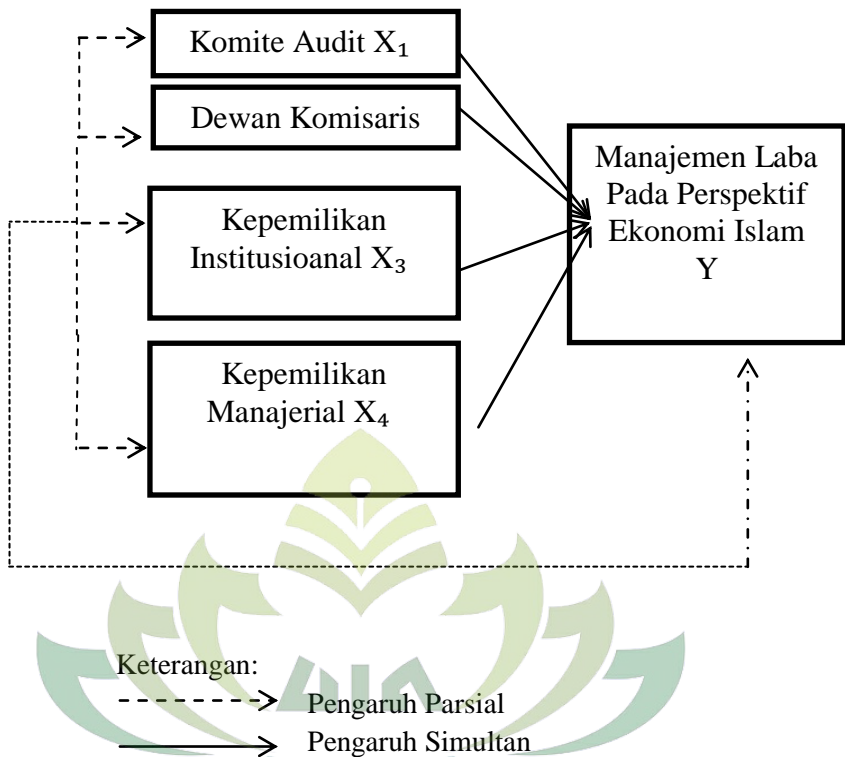 Komite Audit X₁
Dewan Komisaris
Kepemilikan
Institusioanal X₃
Kepemilikan
Manajerial X₄
Manajemen Laba
Pada Perspektif
Ekonomi Islam
Y
Keterangan:
Pengaruh Parsial
Pengaruh Simultan